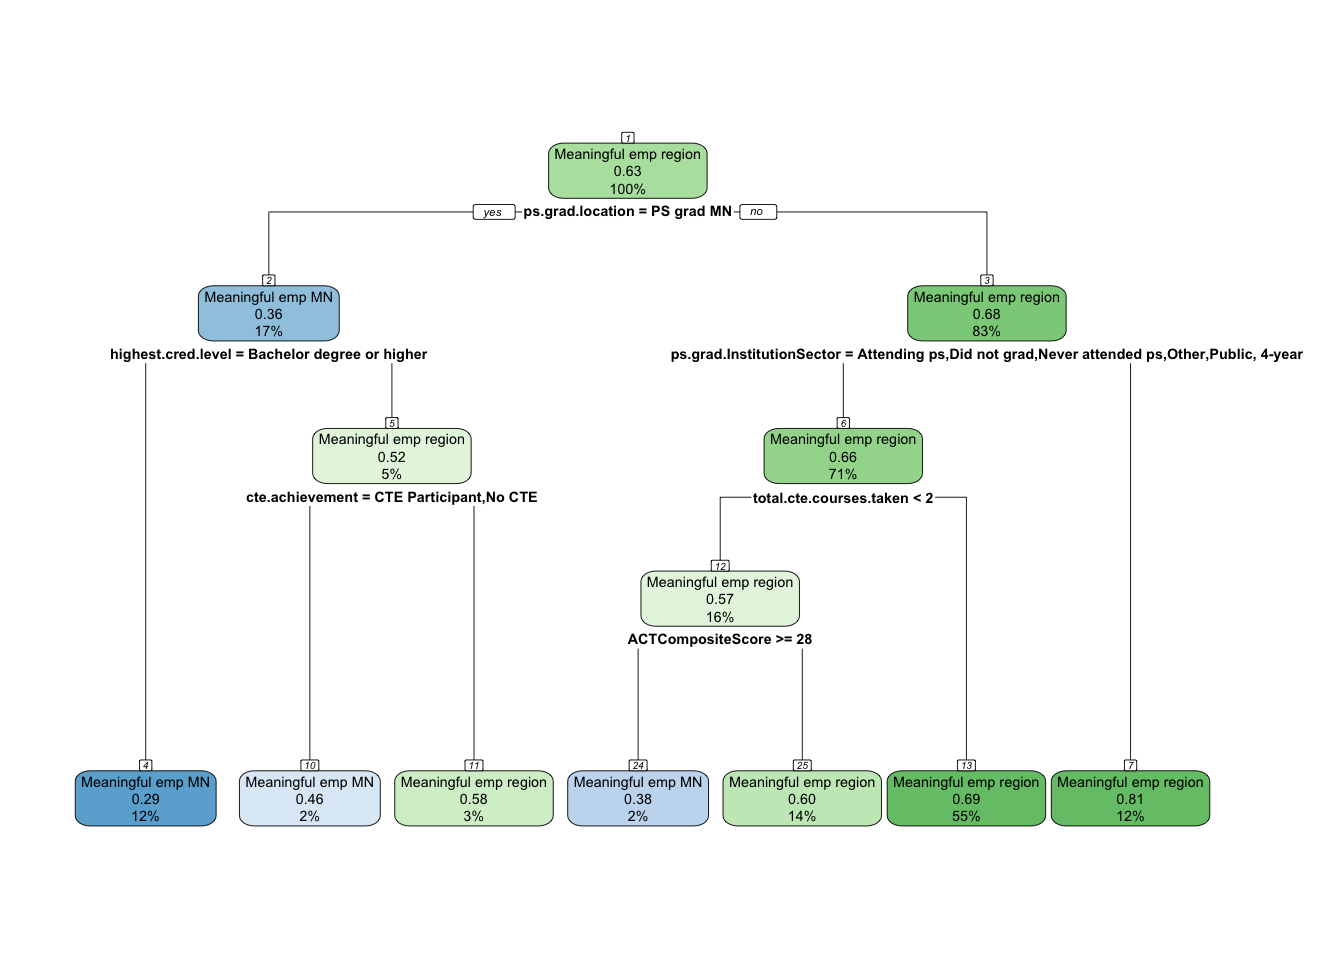 1
Meaningful emp region
0.63
100%
yes ps.grad.location = PS grad MN no
2
Meaningful emp MN
0.36
17%
highest.cred.level = Bachelor degree or higher
3
Meaningful emp region
0.68
83%
ps.grad.InstitutionSector = Attending ps,Did not grad,Never attended ps,Other,Public, 4-year
5
Meaningful emp region
0.52
5%
cte.achievement = CTE Participant,No CTE
6
Meaningful emp region
0.66
71%
total.cte.courses.taken < 2
12
Meaningful emp region
0.57
16%
ACTCompositeScore >= 28
4
Meaningful emp MN
0.29
12%
10
Meaningful emp MN
0.46
2%
11
Meaningful emp region
0.58
3%
24
Meaningful emp MN
0.38
2%
25
Meaningful emp region
0.60
14%
13
Meaningful emp region
0.69
55%
7
Meaningful emp region
0.81
12%